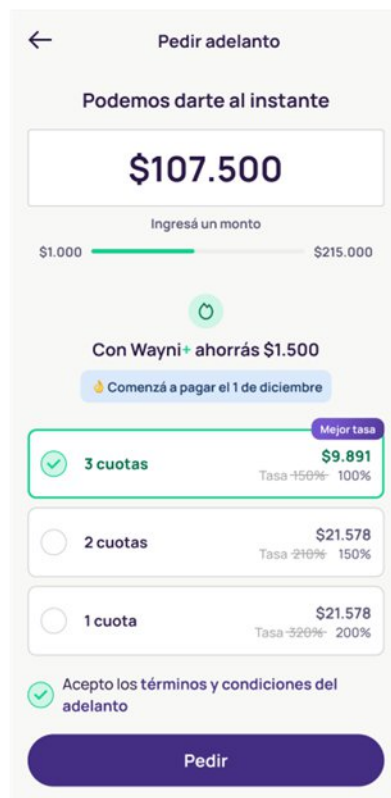 Pedir adelanto
Podemos darte al instante
$107.500
Ingresá un monto
$1.000 $215.000
Con Wayni+ ahorrás $1.500
👌 Comenzá a pagar el 1 de diciembre
Mejor tasa
3 cuotas $9.891
Tasa 150% 100%
2 cuotas $21.578
Tasa 210% 150%
1 cuota $21.578
Tasa 320% 200%
Acepto los términos y condiciones del
adelanto
Pedir